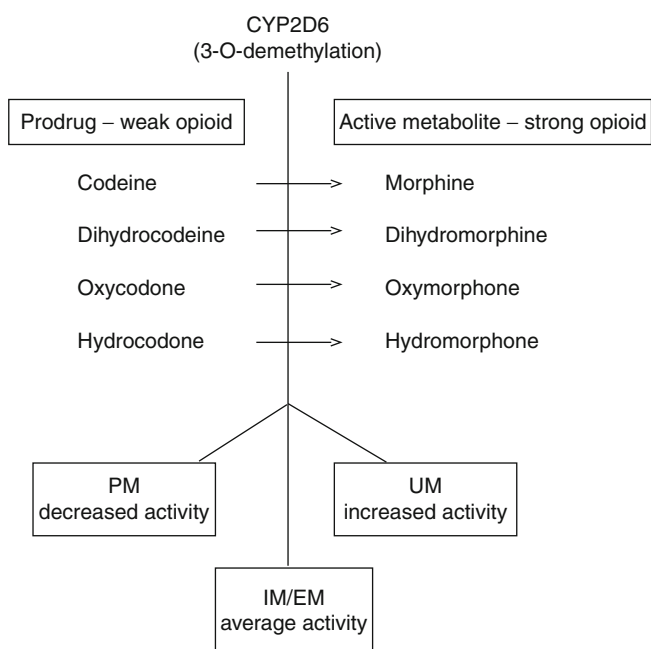 CYP2D6
(3-O-demethylation)
Prodrug – weak opioid
Active metabolite – strong opioid
Codeine
Morphine
Dihydrocodeine
Dihydromorphine
Oxycodone
Oxymorphone
Hydrocodone
Hydromorphone
PM
decreased activity
UM
increased activity
IM/EM
average activity